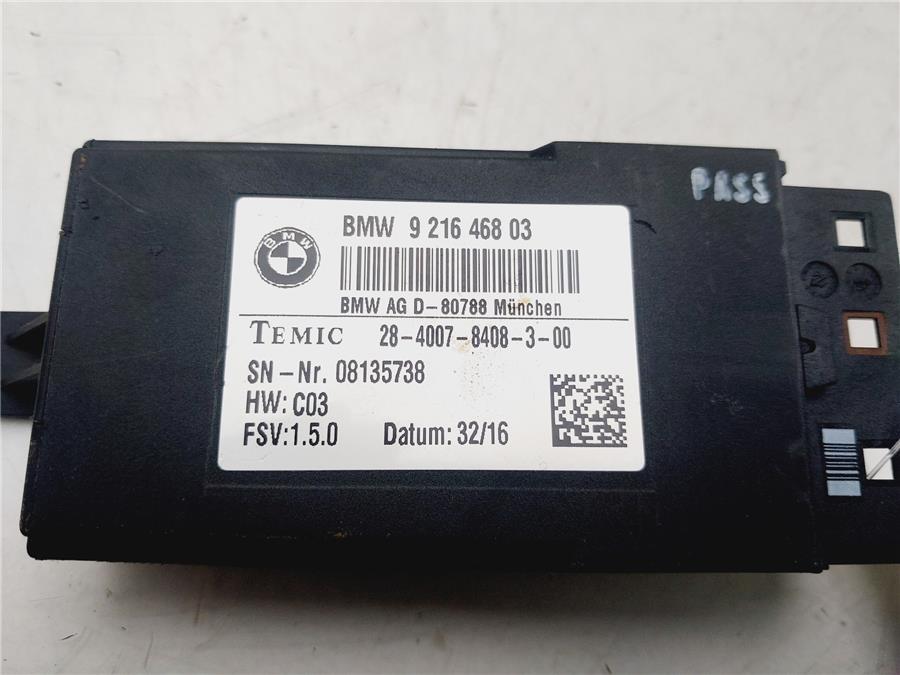 PASS
BMW
BMW 9 216 468 03
BMW AG D-80788 München
TEMIC 28-4007-8408-3-00
SN-Nr. 08135738
HW: C03
FSV:1.5.0 Datum: 32/16